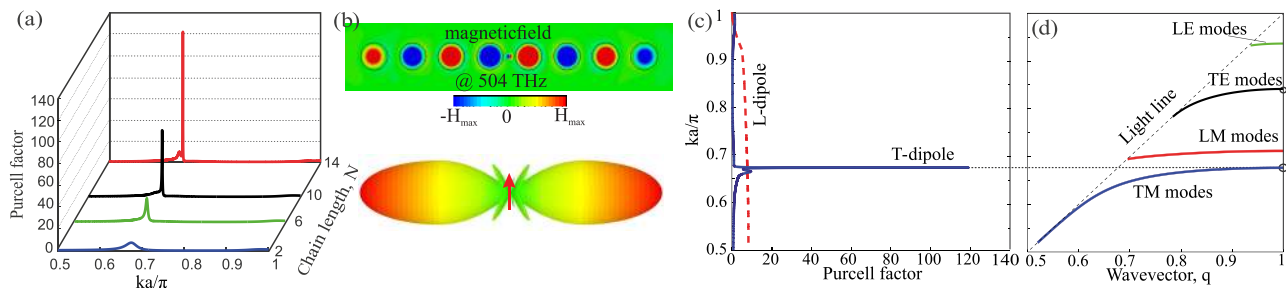 (a)
140
120
100
80
60
40
20
0
Purcell factor
0.5
0.6
0.7
0.8
0.9
1
ka/π
2
6
10
14
Chain length, N
(b)
magneticfield
@ 504 THz
-Hmax
0
Hmax
(c)
ka/π
1
0.9
0.8
0.7
0.6
0.5
L-dipole
T-dipole
0
20
40
60
80
100
120
140
Purcell factor
(d)
LE modes
TE modes
Light line
LM modes
TM modes
0.5
0.6
0.7
0.8
0.9
1
Wavevector, q